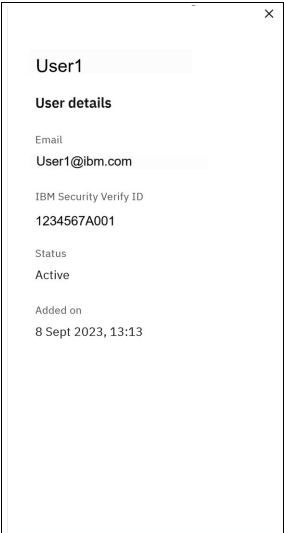 User1
User details
Email
User1@ibm.com
IBM Security Verify ID
1234567A001
Status
Active
Added on
8 Sept 2023, 13:13